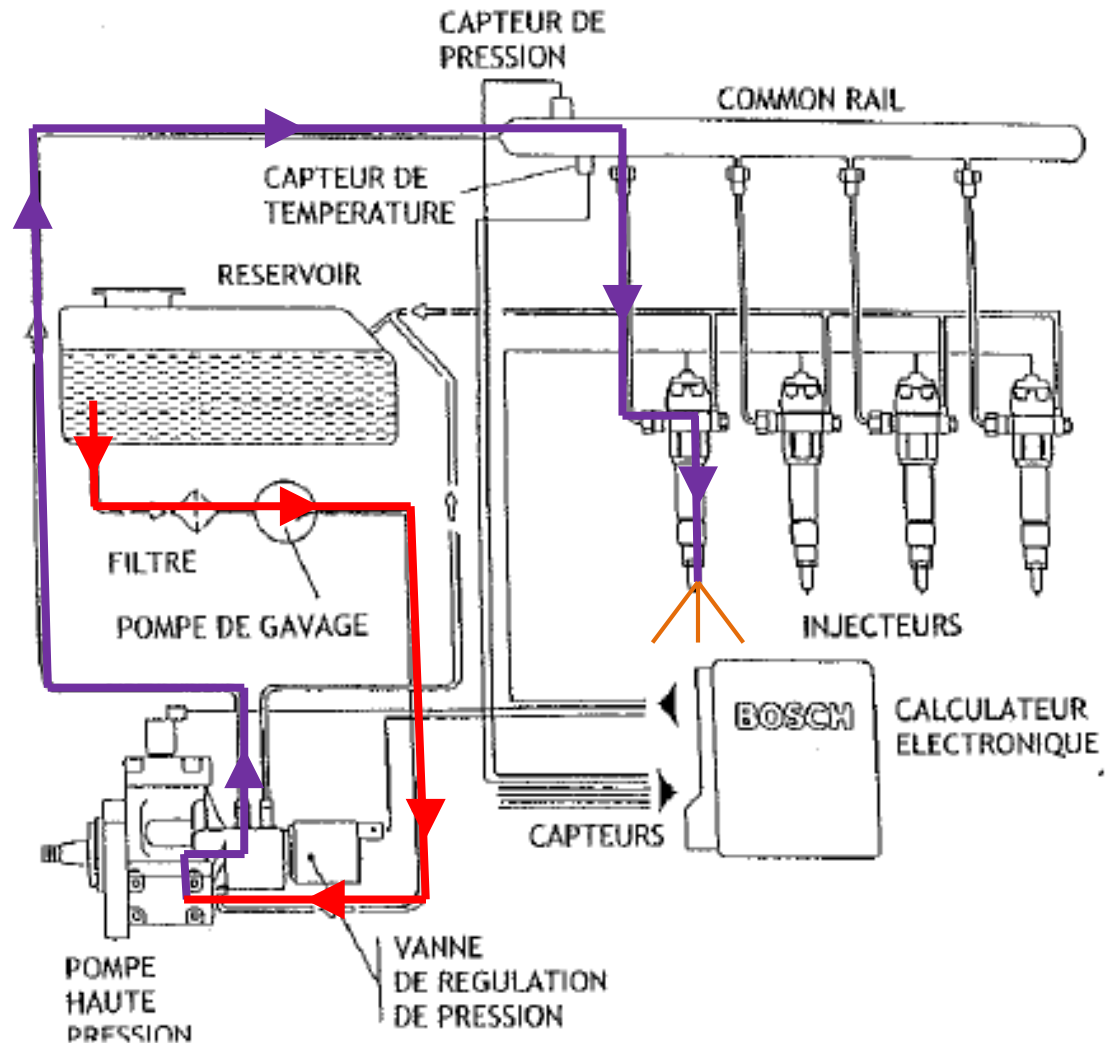 CAPTEUR DE
PRESSION
COMMON RAIL
CAPTEUR DE
TEMPERATURE
RESERVOIR
FILTRE
POMPE DE GAVAGE
INJECTEURS
BOSCH
CALCULATEUR
ELECTRONIQUE
CAPTEURS
VANNE
DE REGULATION
DE PRESSION
POMPE
HAUTE
PRESSION